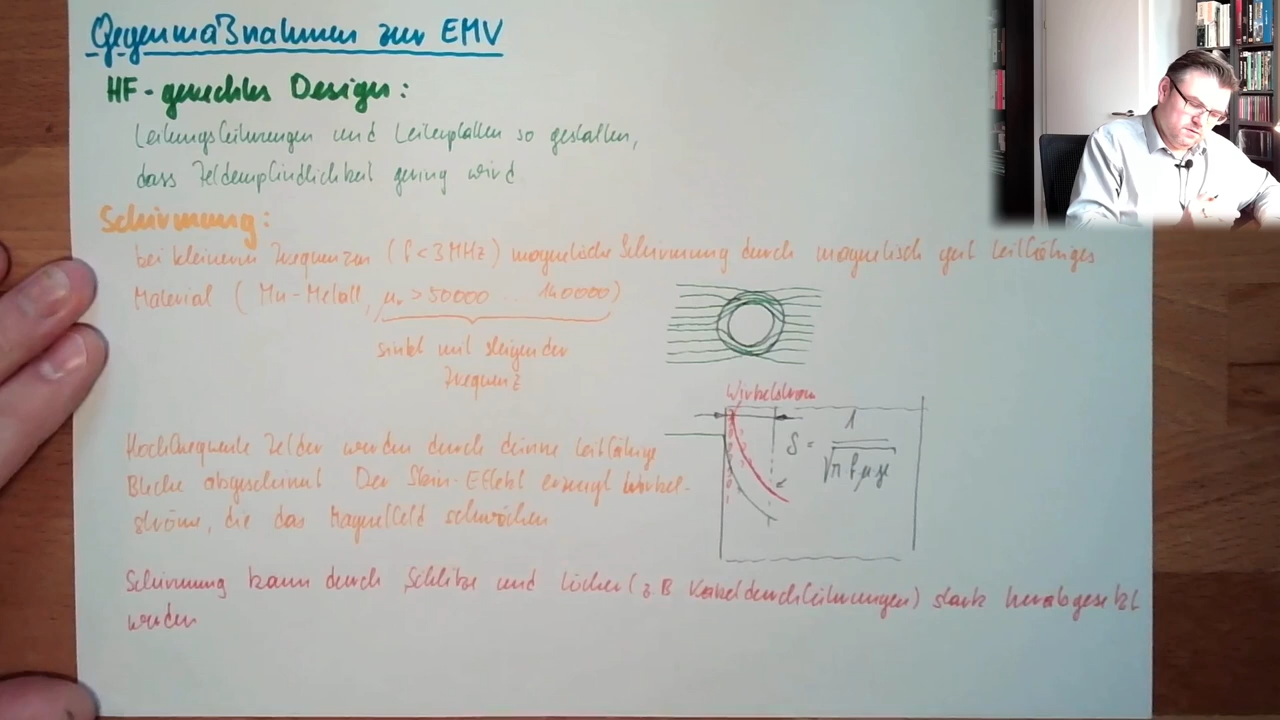 Gegenmaßnahmen zur EMV
HF-gerechtes Design:
Leitungsführungen und Leiterplatten so gestalten,
dass Feldempfindlichkeit gering wird
Schirmung:
bei kleineren Frequenzen (f < 3 MHz) magnetische Schirmung durch magnetisch gut leitfähiges
Material (Mu-Metall, μr > 50000 ... 140000)
sinkt mit steigender
Frequenz
Wirbelstrom
δ = 1/√(π f μ ϰ)
Hochfrequente Felder werden durch dünne leitfähige
Bleche abgeschirmt. Der Skin-Effekt erzeugt Wirbel-
ströme, die das Magnetfeld schwächen
Schirmung kann durch Schlitze und Löcher (z.B Kabeldurchführungen) stark herabgesetzt
werden